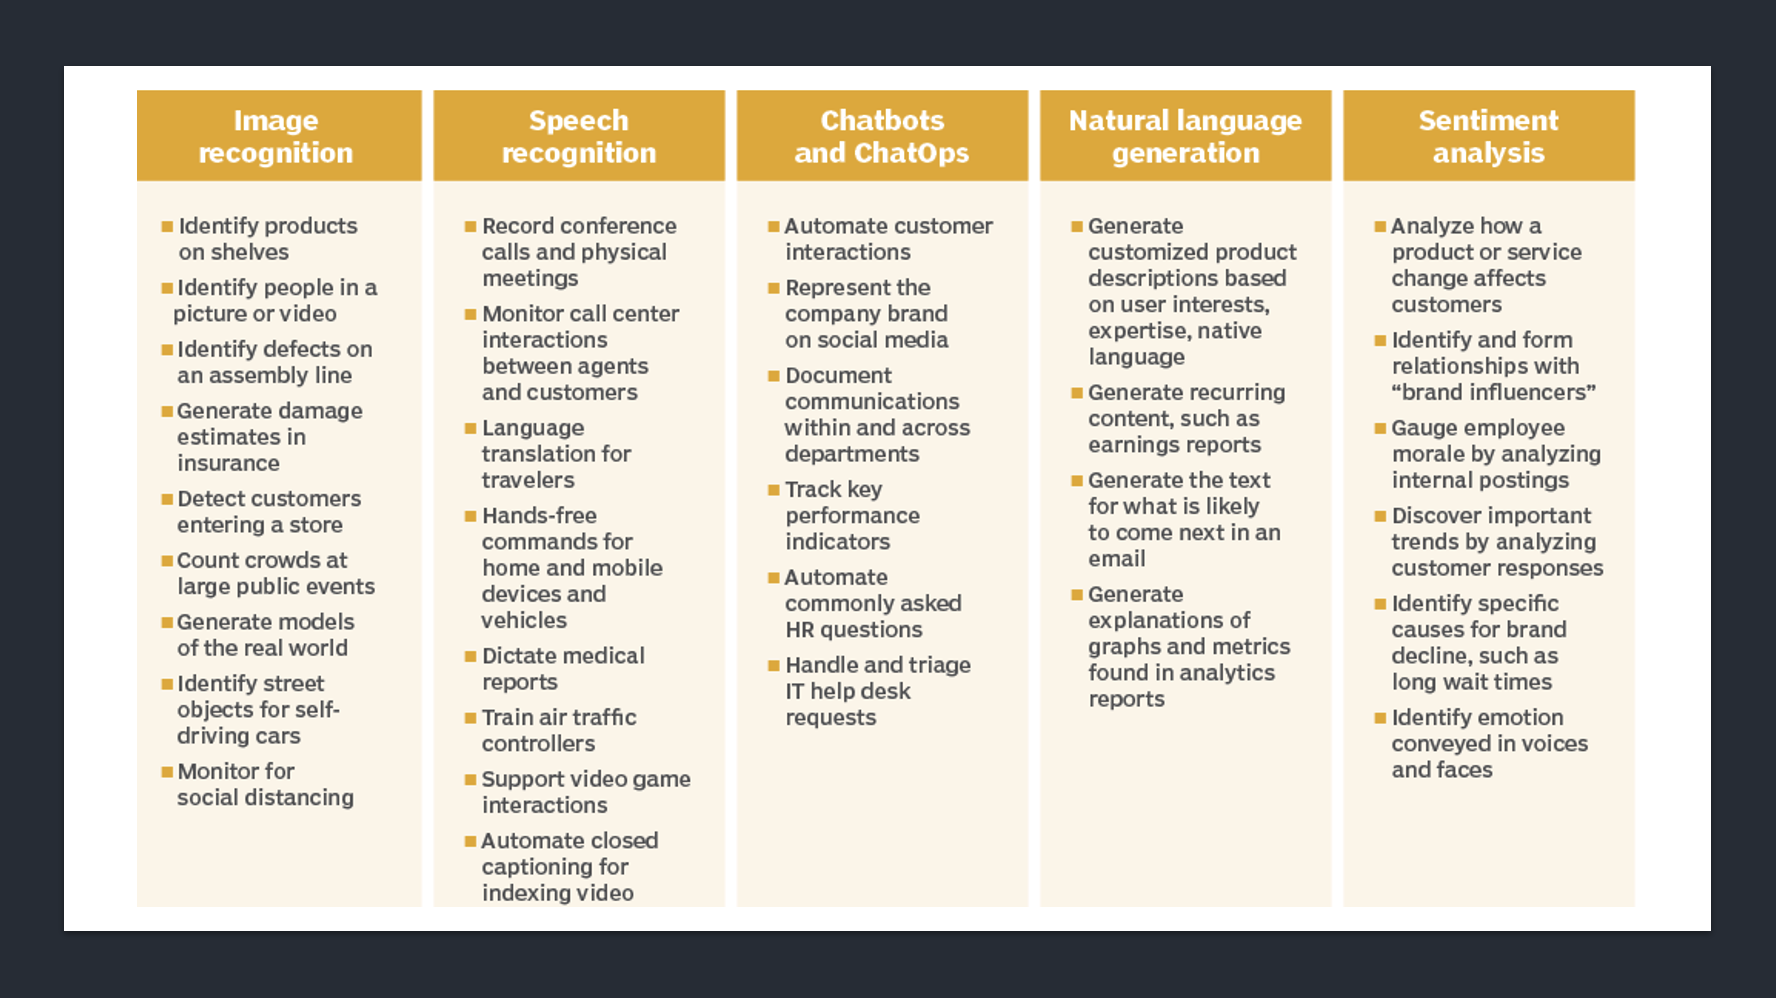 Image
recognition
Identify products
on shelves
Identify people in a
picture or video
Identify defects on
an assembly line
Generate damage
estimates in
insurance
Detect customers
entering a store
Count crowds at
large public events
Generate models
of the real world
Identify street
objects for self-
driving cars
Monitor for
social distancing
Speech
recognition
Record conference
calls and physical
meetings
Monitor call center
interactions
between agents
and customers
Language
translation for
travelers
Hands-free
commands for
home and mobile
devices and
vehicles
Dictate medical
reports
Train air traffic
controllers
Support video game
interactions
Automate closed
captioning for
indexing video
Chatbots
and ChatOps
Automate customer
interactions
Represent the
company brand
on social media
Document
communications
within and across
departments
Track key
performance
indicators
Automate
commonly asked
HR questions
Handle and triage
IT help desk
requests
Natural language
generation
Generate
customized product
descriptions based
on user interests,
expertise, native
language
Generate recurring
content, such as
earnings reports
Generate the text
for what is likely
to come next in an
email
Generate
explanations of
graphs and metrics
found in analytics
reports
Sentiment
analysis
Analyze how a
product or service
change affects
customers
Identify and form
relationships with
“brand influencers”
Gauge employee
morale by analyzing
internal postings
Discover important
trends by analyzing
customer responses
Identify specific
causes for brand
decline, such as
long wait times
Identify emotion
conveyed in voices
and faces